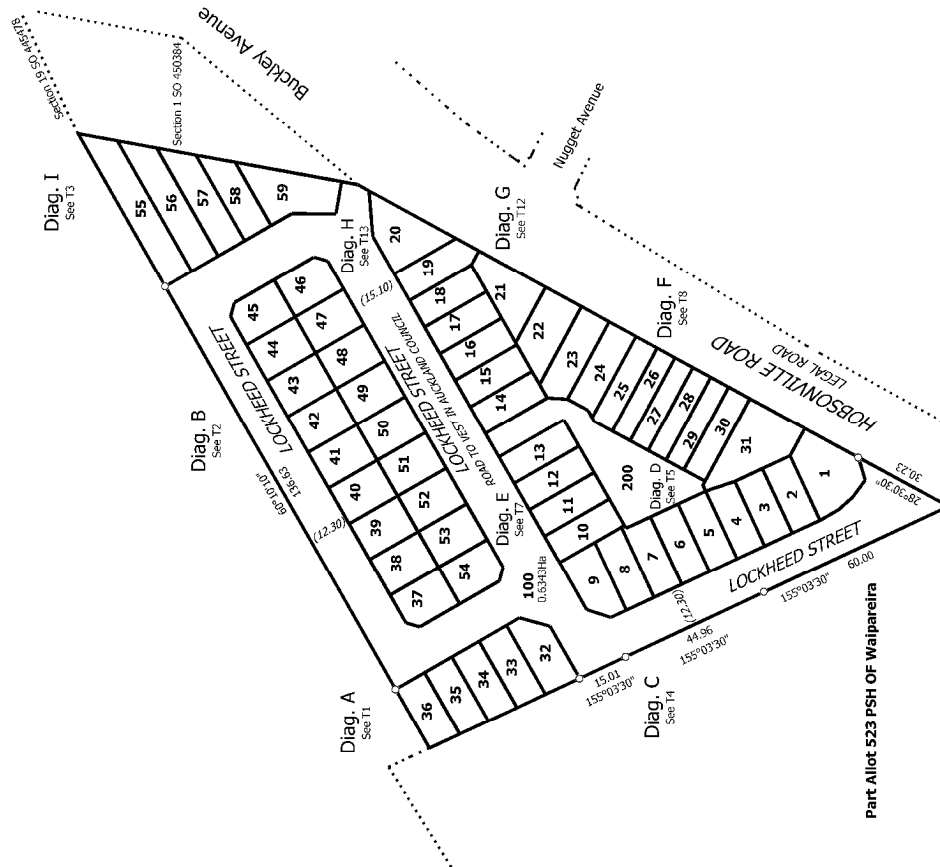 Section 19 SO 445478
Buckley Avenue
Section 1 SO 450384
Nugget Avenue
Diag. I
See T3
55
56
57
58
59
Diag. H
See T13
Diag. G
See T12
20
19
18
17
16
15
14
21
22
23
24
25
26
27
28
29
30
31
Diag. F
See T8
HOBSONVILLE ROAD
LEGAL ROAD
Diag. B
See T2
LOCKHEED STREET
60°10'10"
136.63
(12.30)
45
46
44
47
43
48
42
49
41
50
40
51
39
52
38
53
37
54
(15.10)
LOCKHEED STREET
ROAD TO VEST IN AUCKLAND COUNCIL
Diag. E
See T7
13
12
11
10
200
Diag. D
See T5
100
0.6343Ha
9
8
7
6
5
4
3
2
1
30.23
28°30'30"
LOCKHEED STREET
(12.30)
60.00
155°03'30"
44.96
155°03'30"
15.01
155°03'30"
Diag. A
See T1
36
35
34
33
32
Diag. C
See T4
Part Allot 523 PSH OF Waipareira